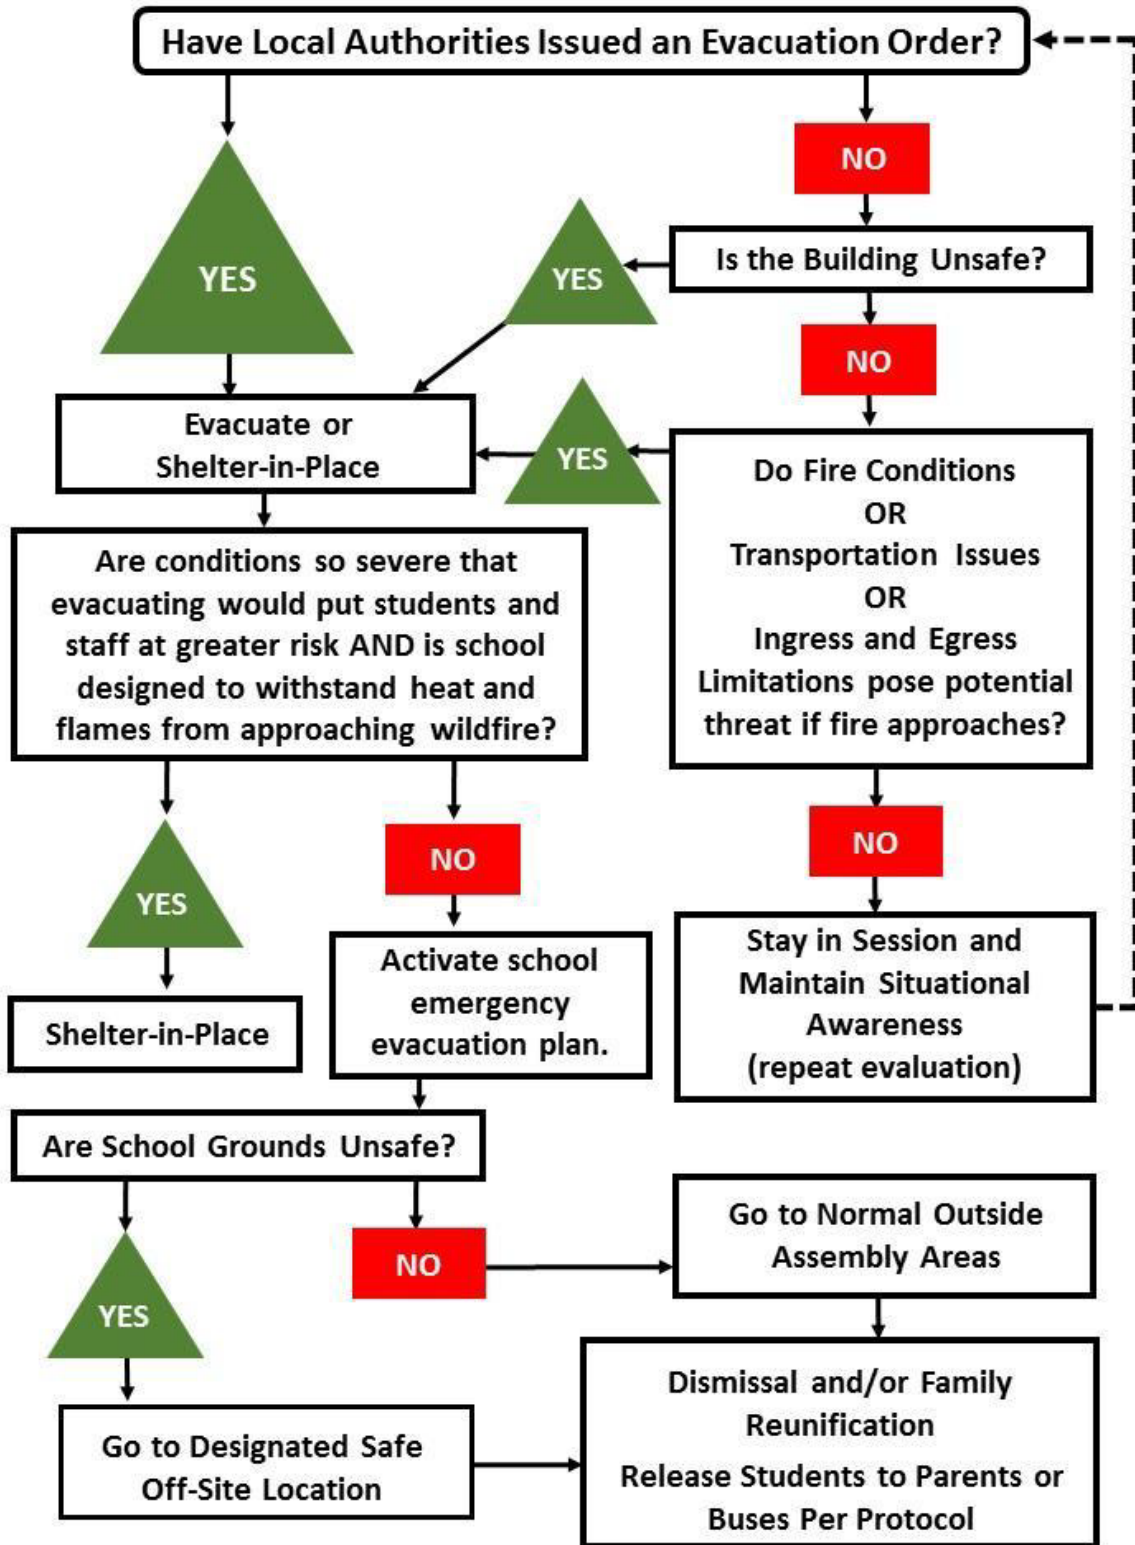 Have Local Authorities Issued an Evacuation Order?
NO
YES
Is the Building Unsafe?
YES
NO
Evacuate or
Shelter-in-Place
YES
Do Fire Conditions
OR
Transportation Issues
OR
Ingress and Egress
Limitations pose potential
threat if fire approaches?
Are conditions so severe that
evacuating would put students and
staff at greater risk AND is school
designed to withstand heat and
flames from approaching wildfire?
YES
NO
NO
Shelter-in-Place
Activate school
emergency
evacuation plan.
Stay in Session and
Maintain Situational
Awareness
(repeat evaluation)
Are School Grounds Unsafe?
YES
NO
Go to Normal Outside
Assembly Areas
Go to Designated Safe
Off-Site Location
Dismissal and/or Family
Reunification
Release Students to Parents or
Buses Per Protocol